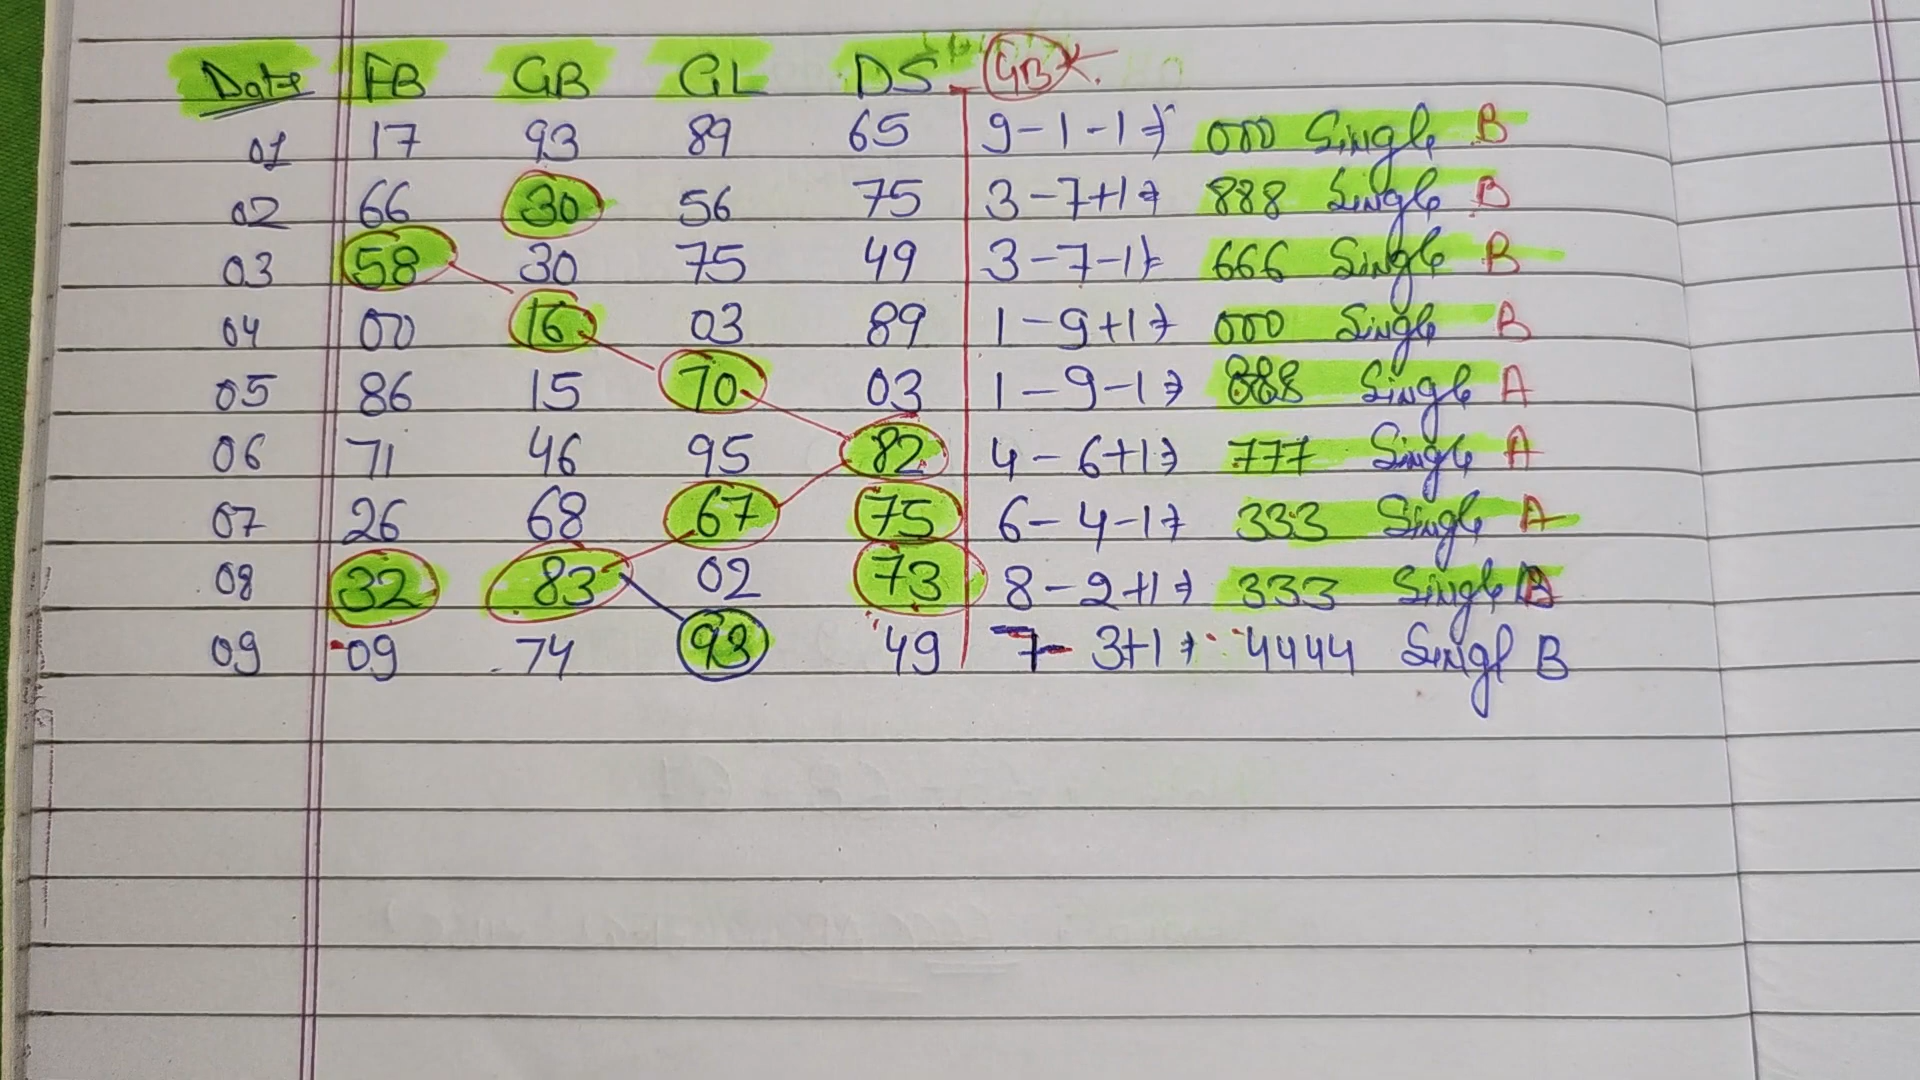 Date FB GB GL DS GB
01 17 93 89 65 9-1-1⇒ 000 Single B
02 66 30 56 75 3-7+1⇒ 888 Single B
03 58 30 75 49 3-7-1⇒ 666 Single B
04 00 16 03 89 1-9+1⇒ 000 Single B
05 86 15 70 03 1-9-1⇒ 888 Single A
06 71 46 95 82 4-6+1⇒ 777 Single A
07 26 68 67 75 6-4-1⇒ 333 Single A
08 32 83 02 73 8-2+1⇒ 333 Single B
09 09 74 93 49 7-3+1⇒ 4444 Singl B